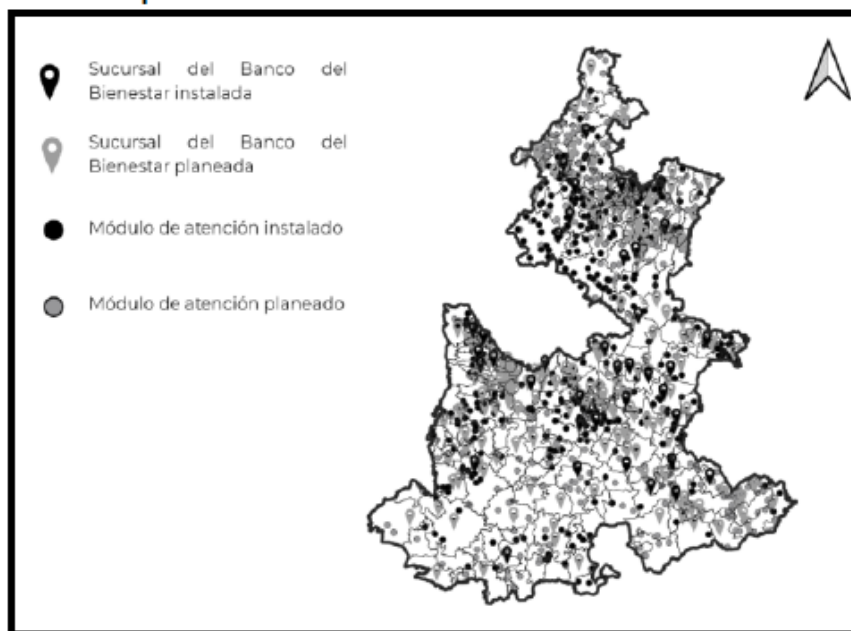 Sucursal del Banco del
Bienestar instalada
Sucursal del Banco del
Bienestar planeada
Módulo de atención instalado
Módulo de atención planeado